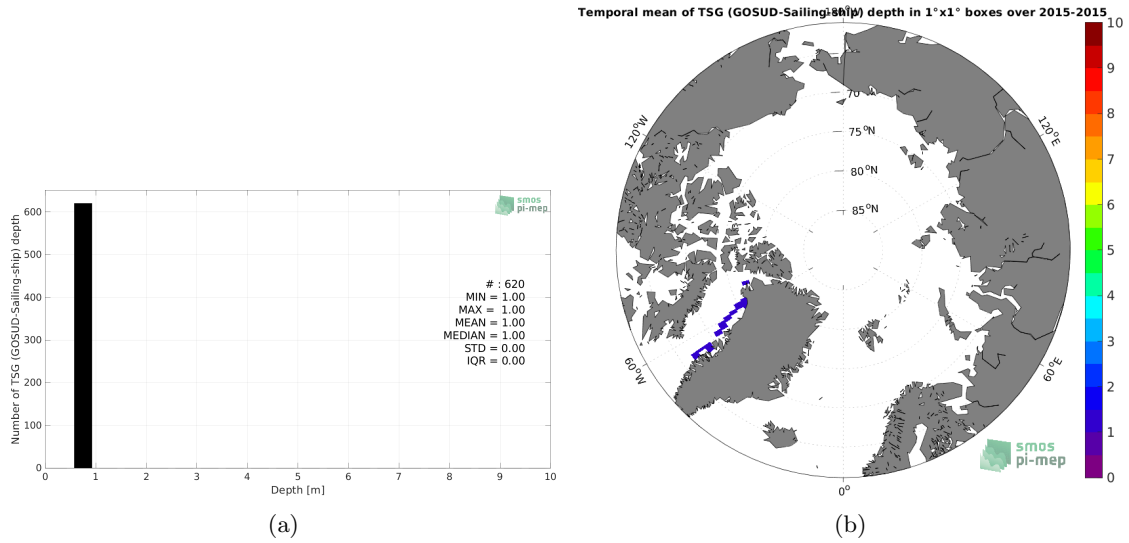 600
500
400
300
200
100
0
Number of TSG (GOSUD-Sailing-ship) depth
smos
pi-mep
# : 620
MIN = 1.00
MAX = 1.00
MEAN = 1.00
MEDIAN = 1.00
STD = 0.00
IQR = 0.00
0 1 2 3 4 5 6 7 8 9 10
Depth [m]
(a)
Temporal mean of TSG (GOSUD-Sailing-ship) depth in 1°x1° boxes over 2015-2015
180°W
120°W
120°E
70°N
75°N
80°N
85°N
60°W
60°E
0°
10
9
8
7
6
5
4
3
2
1
0
smos
pi-mep
(b)